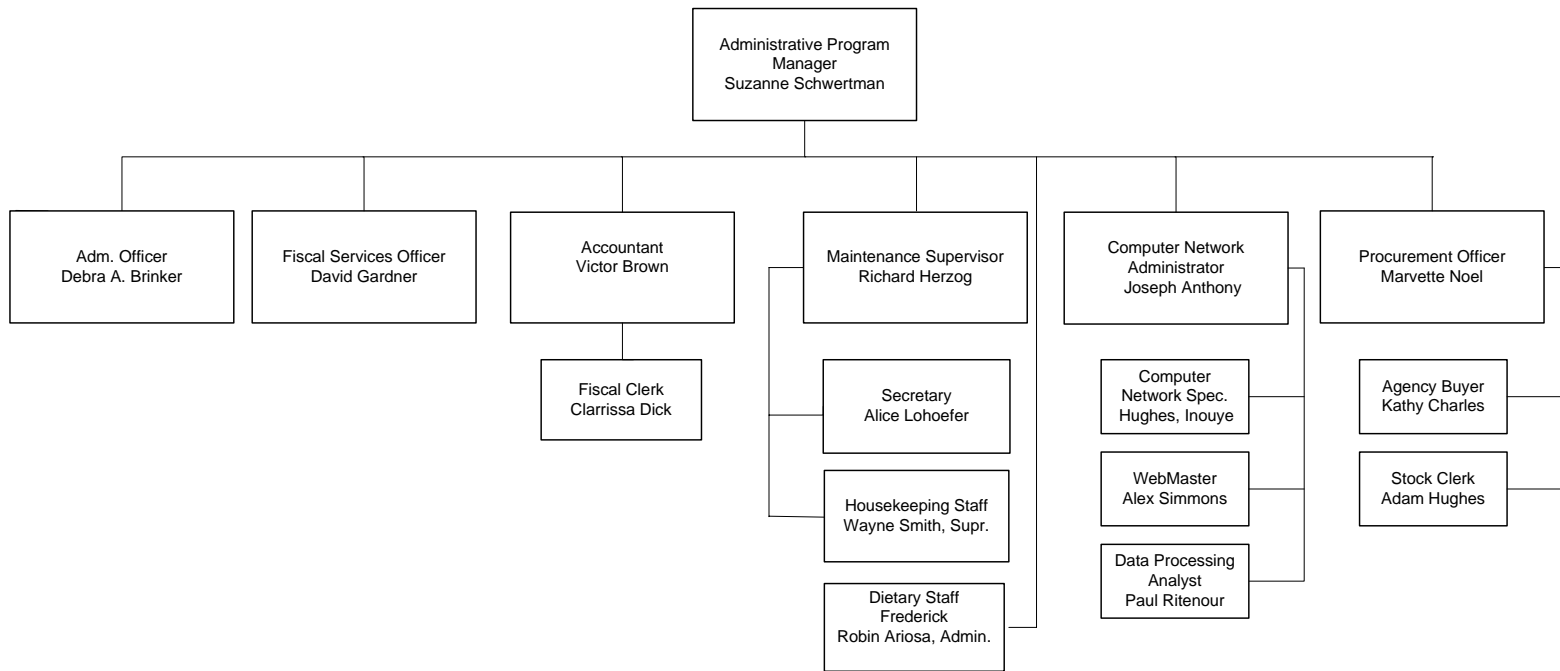 Administrative Program
Manager
Suzanne Schwertman
Adm. Officer
Debra A. Brinker
Fiscal Services Officer
David Gardner
Accountant
Victor Brown
Maintenance Supervisor
Richard Herzog
Computer Network
Administrator
Joseph Anthony
Procurement Officer
Marvette Noel
Fiscal Clerk
Clarrissa Dick
Secretary
Alice Lohoefer
Computer
Network Spec.
Hughes, Inouye
Agency Buyer
Kathy Charles
Housekeeping Staff
Wayne Smith, Supr.
WebMaster
Alex Simmons
Stock Clerk
Adam Hughes
Data Processing
Analyst
Paul Ritenour
Dietary Staff
Frederick
Robin Ariosa, Admin.